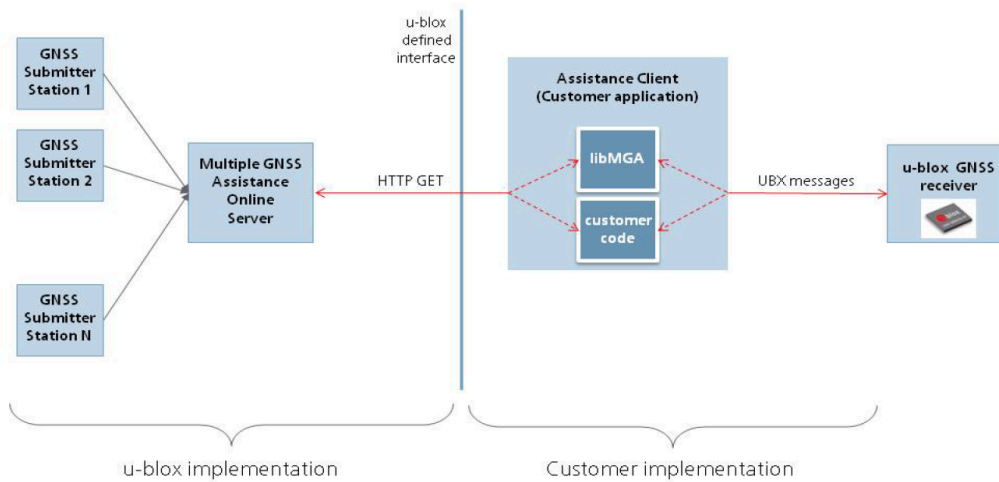 GNSS
Submitter
Station 1
GNSS
Submitter
Station 2
GNSS
Submitter
Station N
Multiple GNSS
Assistance
Online
Server
HTTP GET
u-blox
defined
interface
Assistance Client
(Customer application)
libMGA
customer
code
UBX messages
u-blox GNSS
receiver
u-blox implementation
Customer implementation